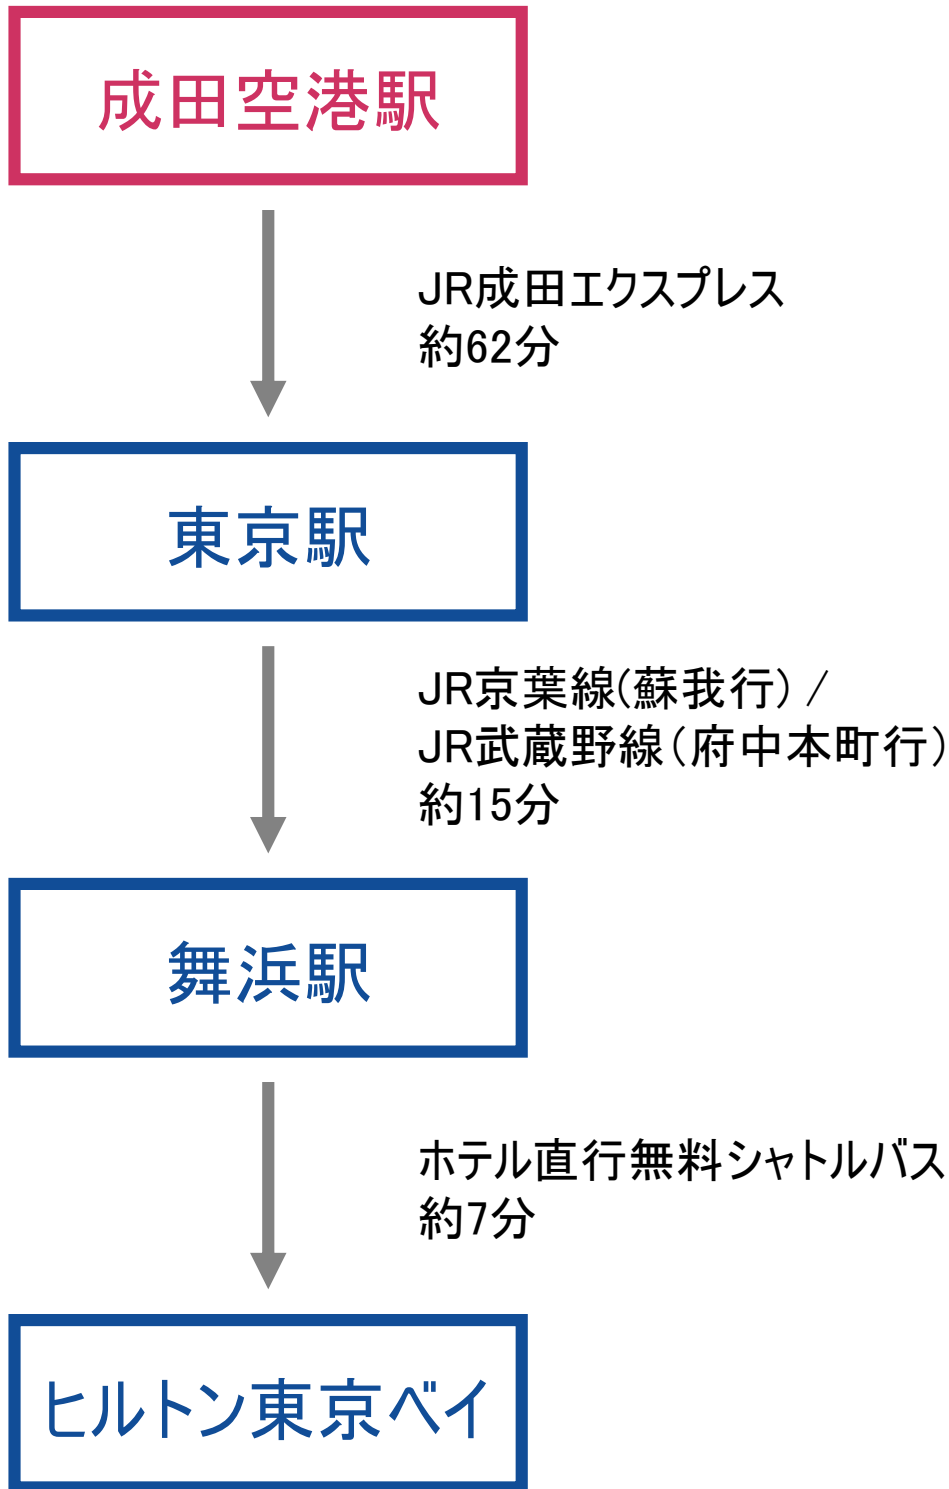 成田空港駅
JR成田エクスプレス
約62分
東京駅
JR京葉線(蘇我行) /
JR武蔵野線(府中本町行)
約15分
舞浜駅
ホテル直行無料シャトルバス
約7分
ヒルトン東京ベイ